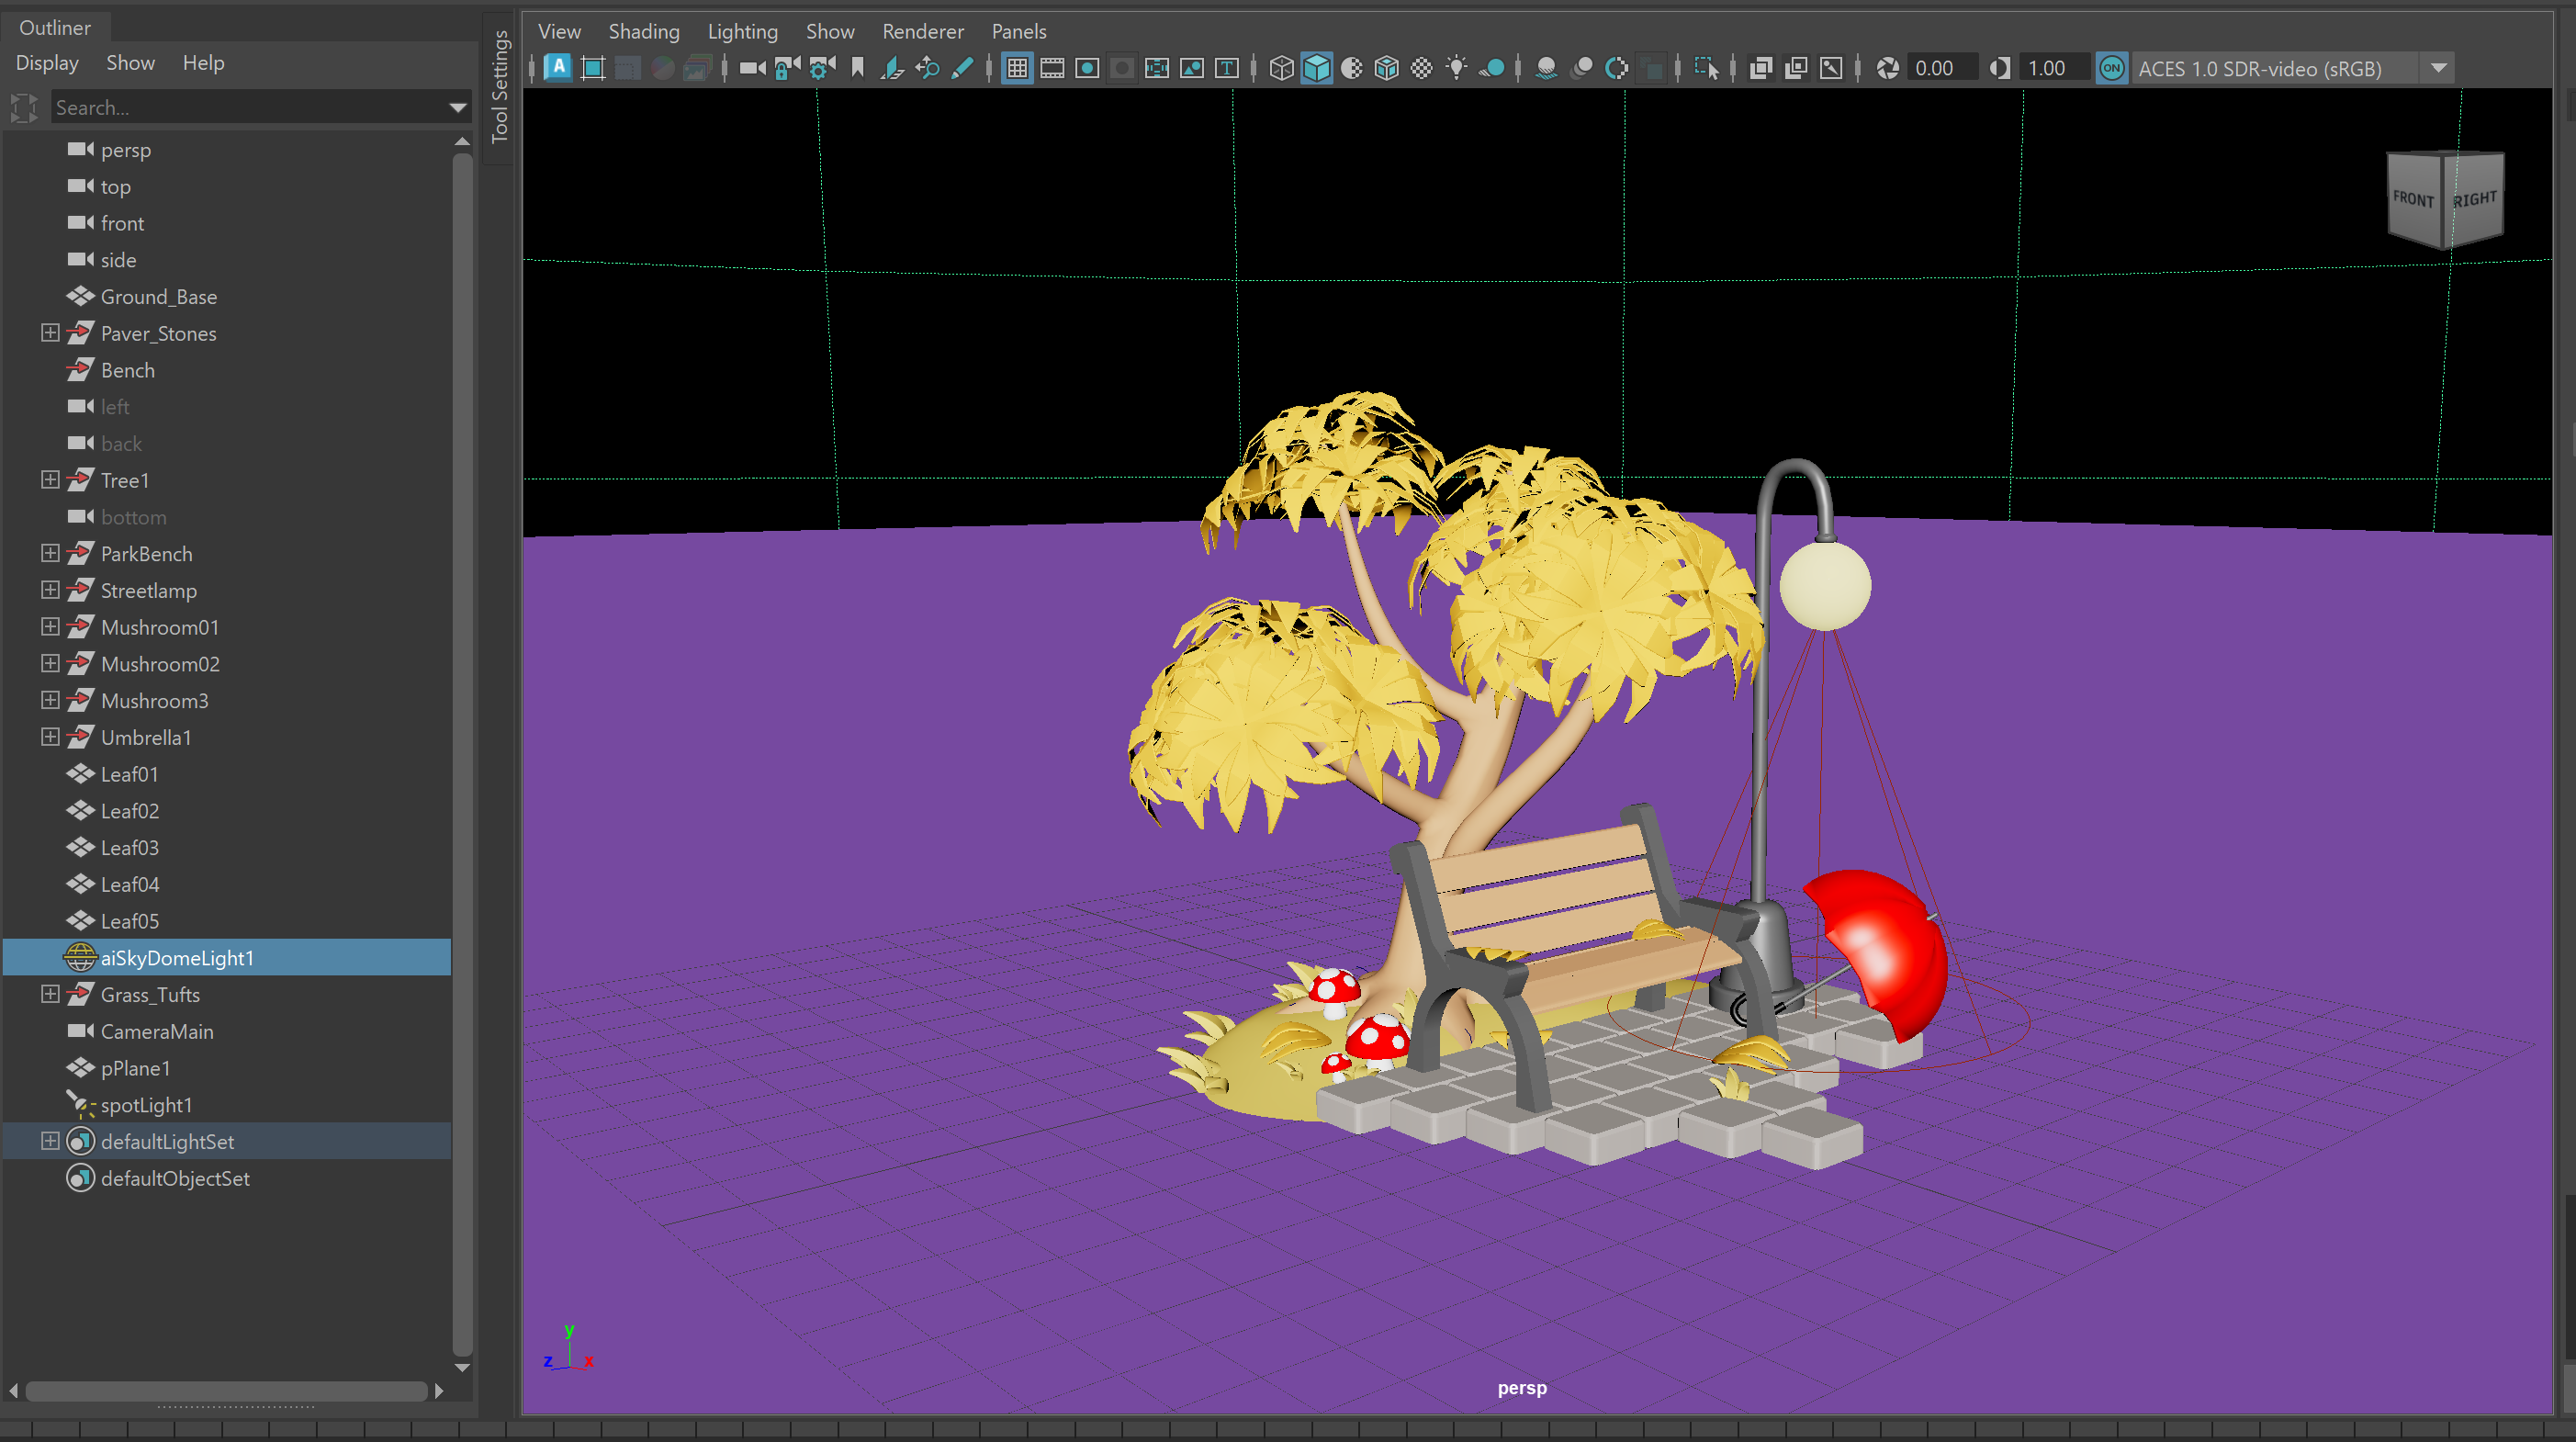 Outliner
Display Show Help
Search...
persp
top
front
side
Ground_Base
Paver_Stones
Bench
left
back
Tree1
bottom
ParkBench
Streetlamp
Mushroom01
Mushroom02
Mushroom3
Umbrella1
Leaf01
Leaf02
Leaf03
Leaf04
Leaf05
aiSkyDomeLight1
Grass_Tufts
CameraMain
pPlane1
spotLight1
defaultLightSet
defaultObjectSet
Tool Settings
View Shading Lighting Show Renderer Panels
A T 0.00 1.00 ON ACES 1.0 SDR-video (sRGB)
FRONT RIGHT
y
z x
persp